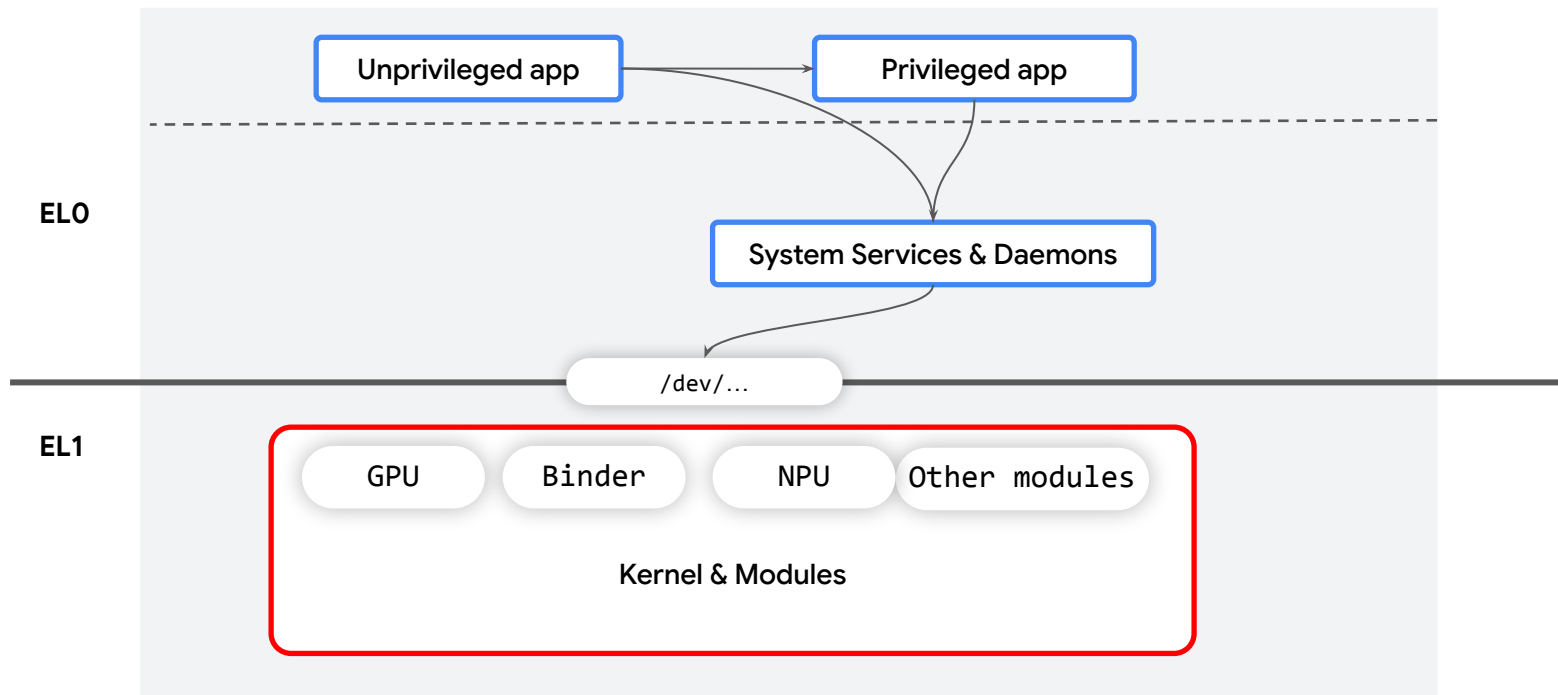 Unprivileged app
Privileged app
EL0
System Services & Daemons
/dev/...
EL1
GPU
Binder
NPU
Other modules
Kernel & Modules